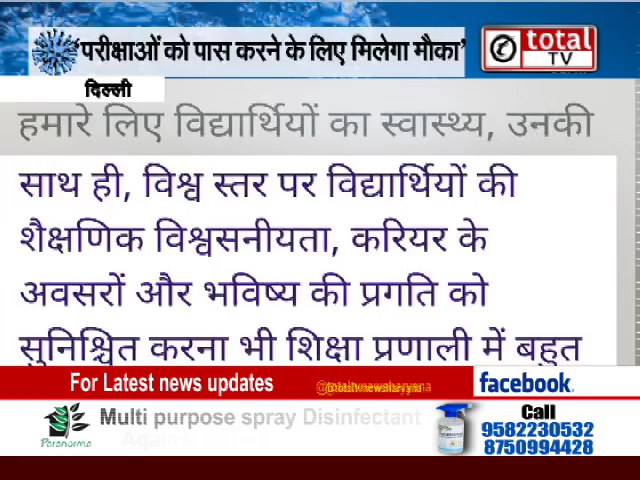 ‘परीक्षाओं को पास करने के लिए मिलेगा मौका’
total
TV
दिल्ली
हमारे लिए विद्यार्थियों का स्वास्थ्य, उनकी
साथ ही, विश्व स्तर पर विद्यार्थियों की
शैक्षणिक विश्वसनीयता, करियर के
अवसरों और भविष्य की प्रगति को
सुनिश्चित करना भी शिक्षा प्रणाली में बहुत
For Latest news updates
facebook.
Paranorma
Multi purpose spray Disinfectant
Call
9582230532
8750994428